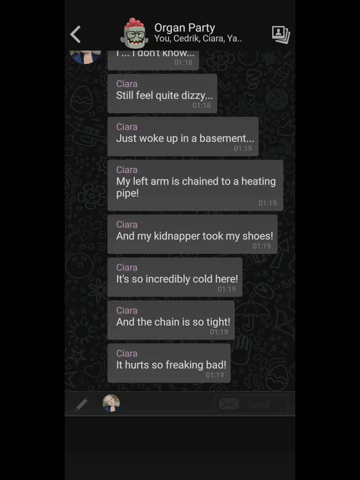 Organ Party
You, Cedrik, Ciara, Ya..
I ... I don't know...
01:18
Ciara
Still feel quite dizzy...
01:18
Ciara
Just woke up in a basement...
01:19
Ciara
My left arm is chained to a heating
pipe!
01:19
Ciara
And my kidnapper took my shoes!
01:19
Ciara
It's so incredibly cold here!
01:19
Ciara
And the chain is so tight!
01:19
Ciara
It hurts so freaking bad!
01:19
Send